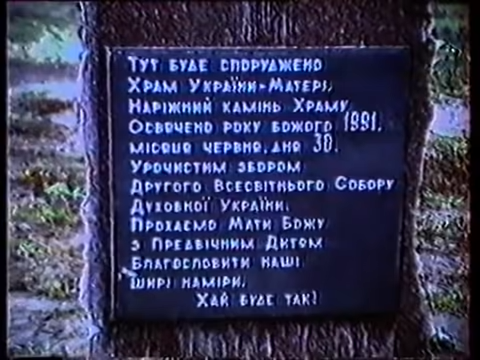 Тут буде споруджено
Храм України-Матері.
Наріжний камінь Храму
Освячено року божого 1991.
місяця червня, дня 30.
Урочистим збором
Другого Всесвітнього Собору
Духовної України.
Прохаємо Мати Божу
з Предвічним Дитям
Благословити наші
щирі наміри.
Хай буде так!